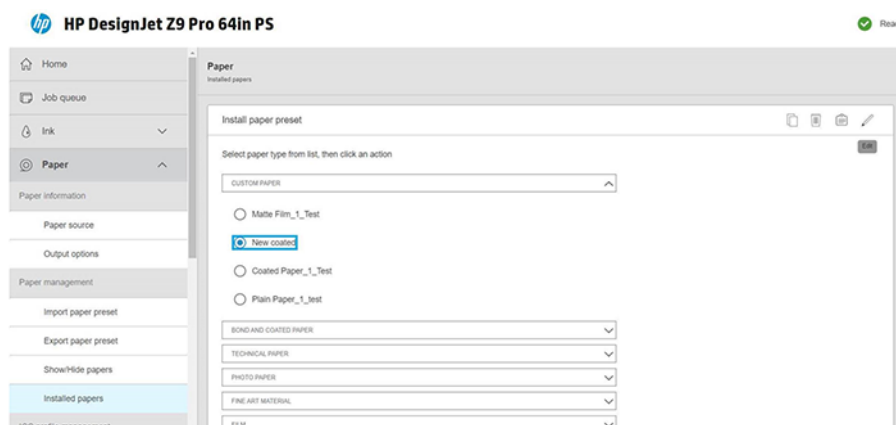 hp HP DesignJet Z9 Pro 64in PS
Home
Job queue
Ink
Paper
Paper information
Paper source
Output options
Paper management
Import paper preset
Export paper preset
Show/Hide papers
Installed papers
Paper
Installed papers
Install paper preset
Edit
Select paper type from list, then click an action
CUSTOM PAPER
Matte Film_1_Test
New coated
Coated Paper_1_Test
Plain Paper_1_test
BOND AND COATED PAPER
TECHNICAL PAPER
PHOTO PAPER
FINE ART MATERIAL
FILM